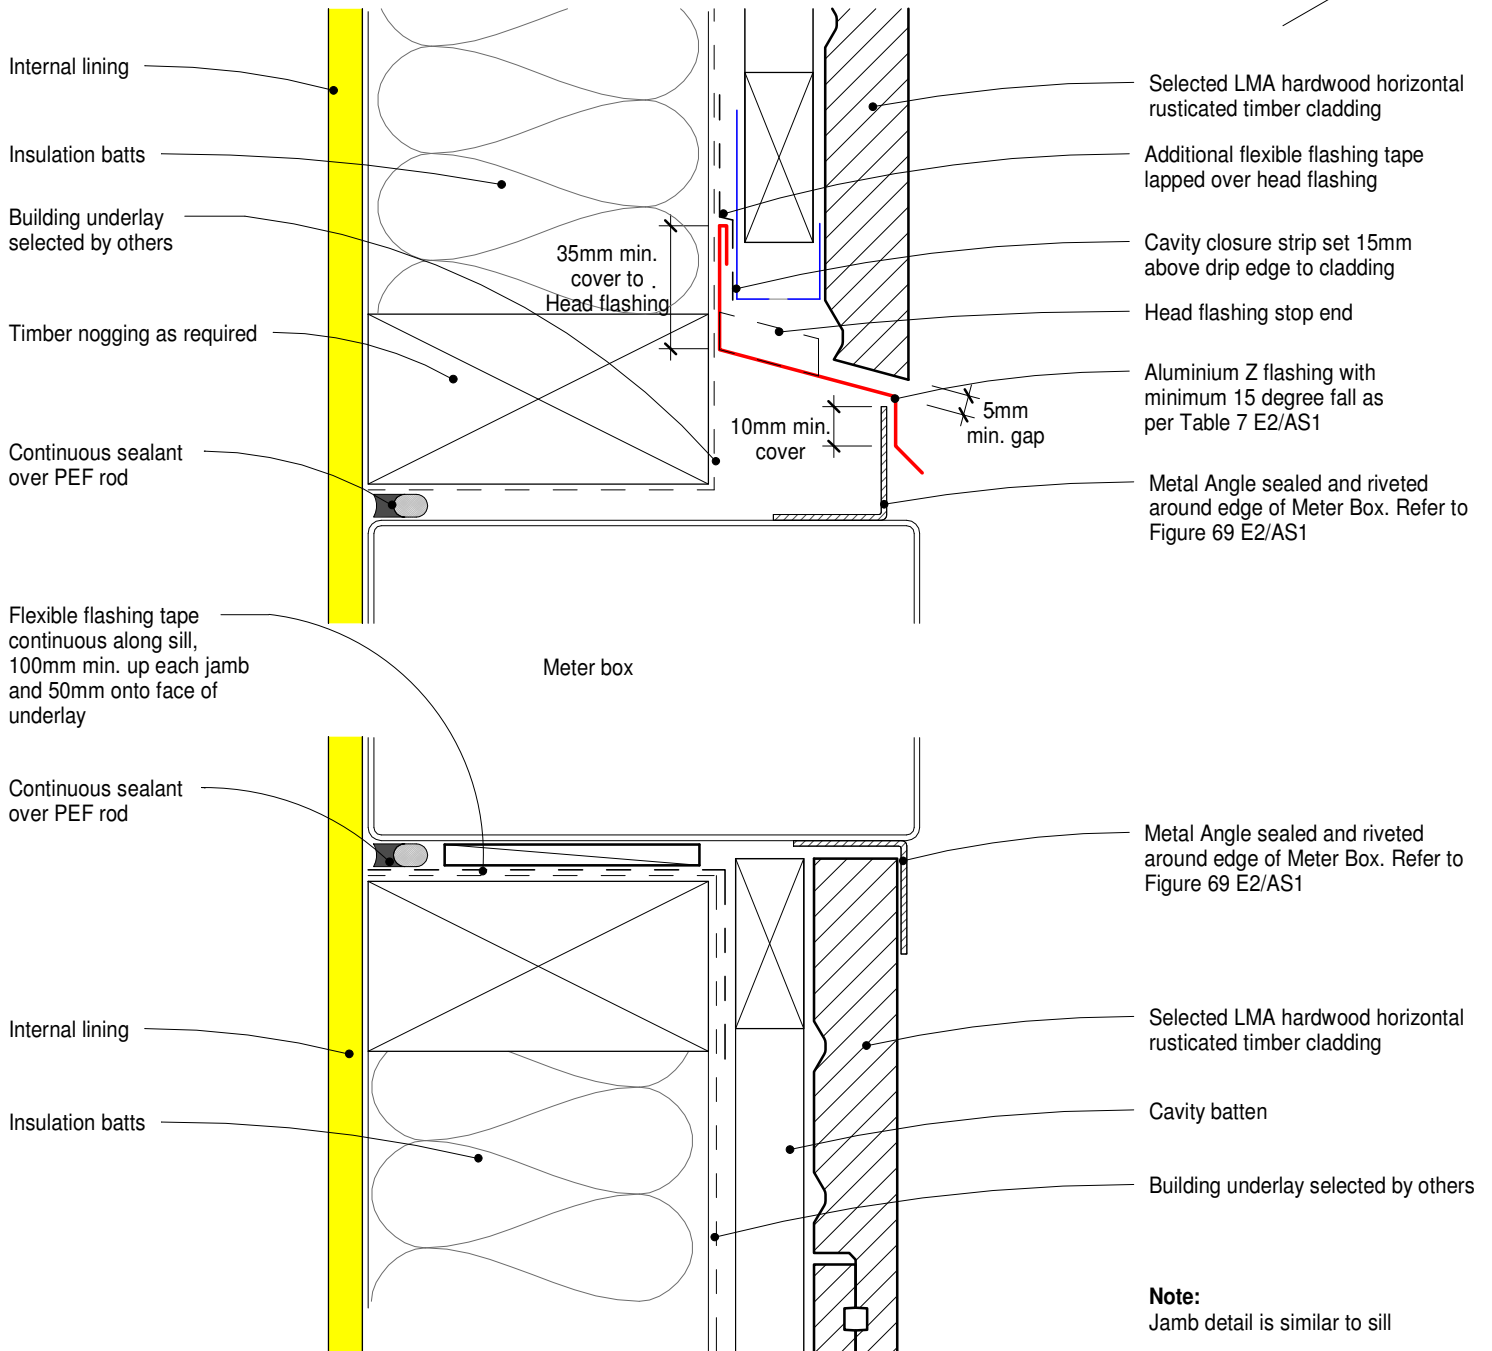 Internal lining
Insulation batts
Building underlay
selected by others
Timber nogging as required
Continuous sealant
over PEF rod
Flexible flashing tape
continuous along sill,
100mm min. up each jamb
and 50mm onto face of
underlay
Continuous sealant
over PEF rod
Internal lining
Insulation batts
35mm min.
cover to
Head flashing
10mm min.
cover
5mm
min. gap
Meter box
Selected LMA hardwood horizontal
rusticated timber cladding
Additional flexible flashing tape
lapped over head flashing
Cavity closure strip set 15mm
above drip edge to cladding
Head flashing stop end
Aluminium Z flashing with
minimum 15 degree fall as
per Table 7 E2/AS1
Metal Angle sealed and riveted
around edge of Meter Box. Refer to
Figure 69 E2/AS1
Metal Angle sealed and riveted
around edge of Meter Box. Refer to
Figure 69 E2/AS1
Selected LMA hardwood horizontal
rusticated timber cladding
Cavity batten
Building underlay selected by others
Note:
Jamb detail is similar to sill